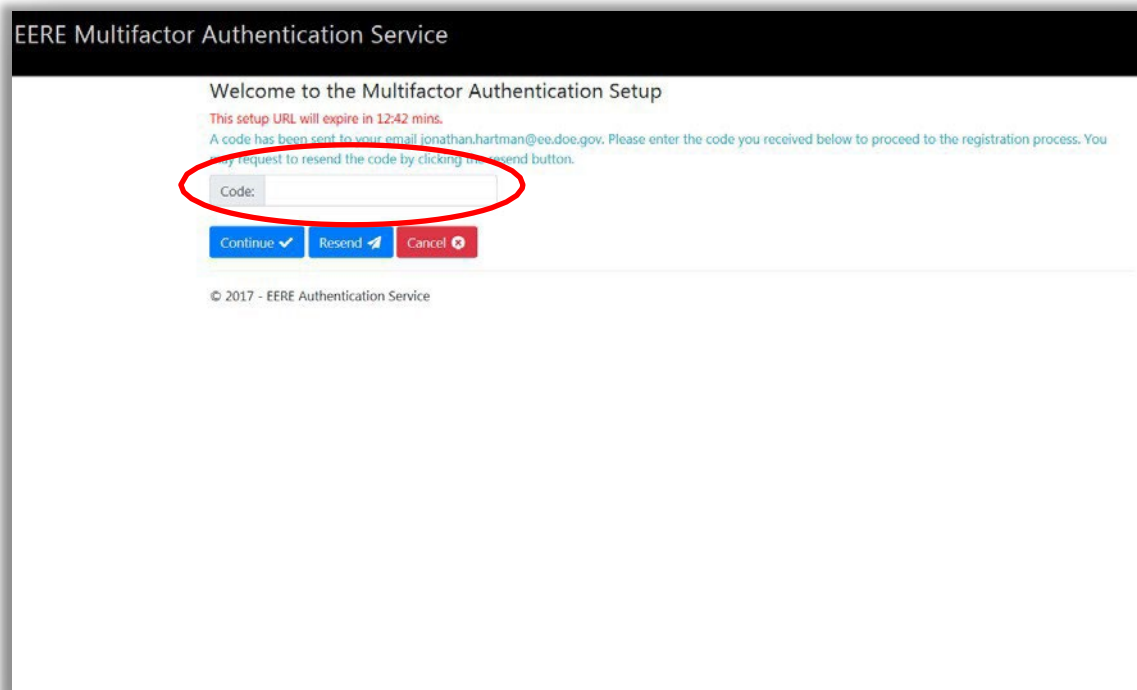 EERE Multifactor Authentication Service
Welcome to the Multifactor Authentication Setup
This setup URL will expire in 12:42 mins.
A code has been sent to your email jonathan.hartman@ee.doe.gov. Please enter the code you received below to proceed to the registration process. You
may request to resend the code by clicking the resend button.
Code:
Continue Resend Cancel
© 2017 - EERE Authentication Service